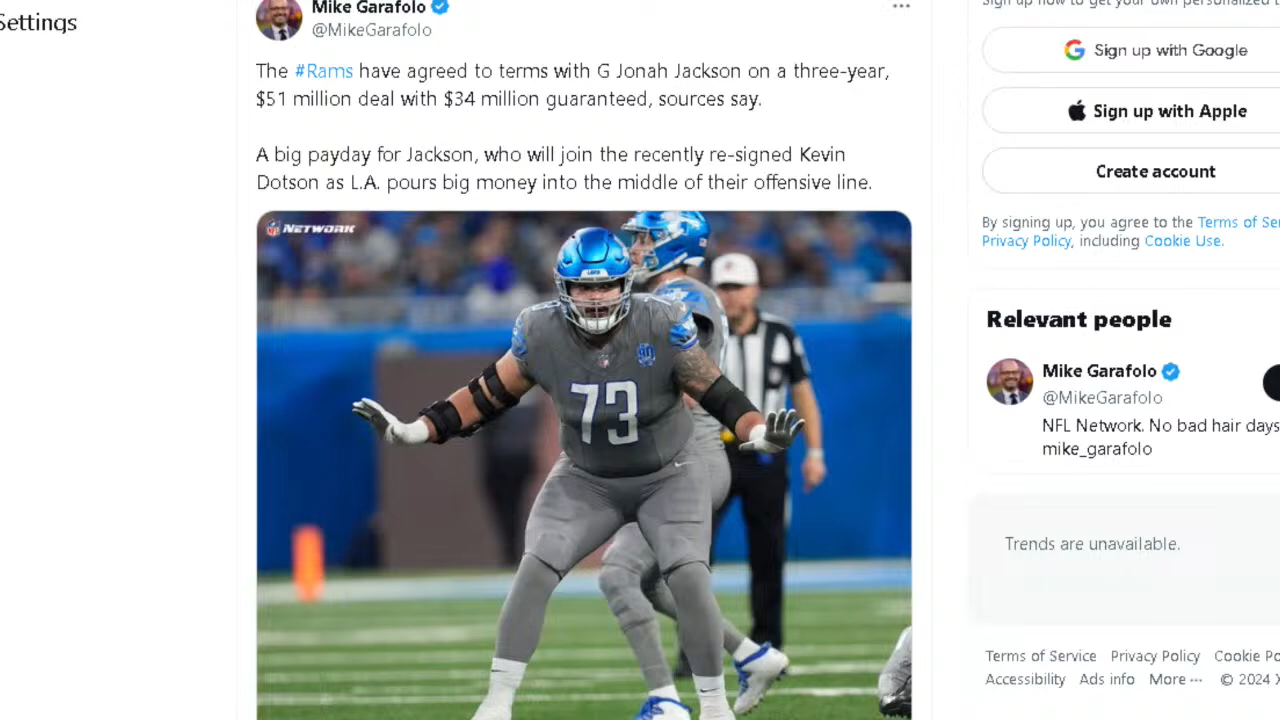 Settings
Mike Garafolo
@MikeGarafolo
The #Rams have agreed to terms with G Jonah Jackson on a three-year,
$51 million deal with $34 million guaranteed, sources say.
A big payday for Jackson, who will join the recently re-signed Kevin
Dotson as L.A. pours big money into the middle of their offensive line.
NFL NETWORK
73
Sign up with Google
Sign up with Apple
Create account
By signing up, you agree to the Terms of Se
Privacy Policy, including Cookie Use.
Relevant people
Mike Garafolo
@MikeGarafolo
NFL Network. No bad hair days
mike_garafolo
Trends are unavailable.
Terms of Service Privacy Policy Cookie Po
Accessibility Ads info More ··· © 2024 X